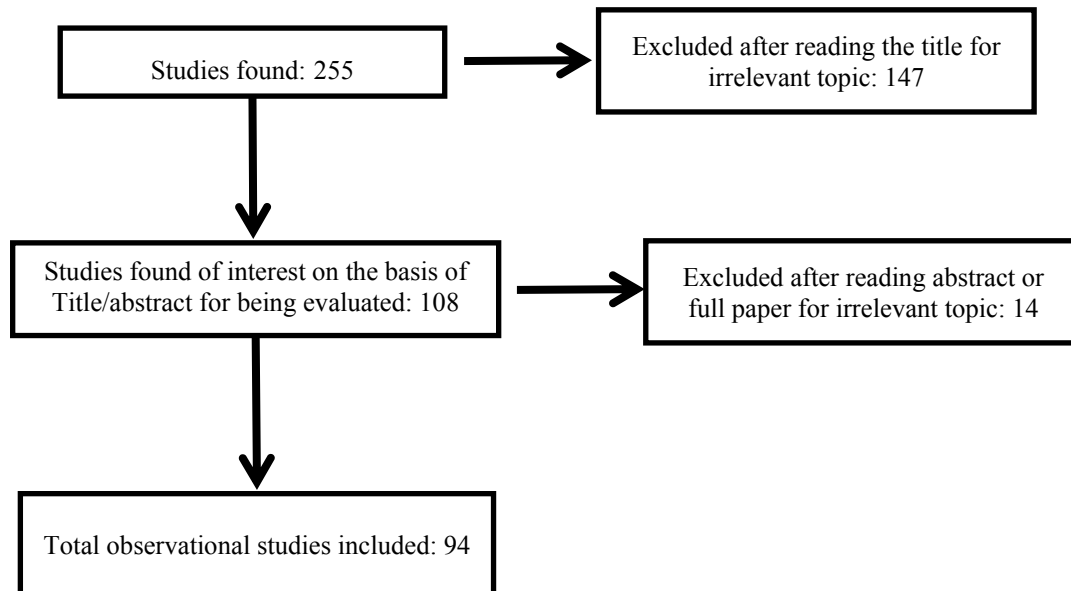 Studies found: 255
Excluded after reading the title for
irrelevant topic: 147
Studies found of interest on the basis of
Title/abstract for being evaluated: 108
Excluded after reading abstract or
full paper for irrelevant topic: 14
Total observational studies included: 94